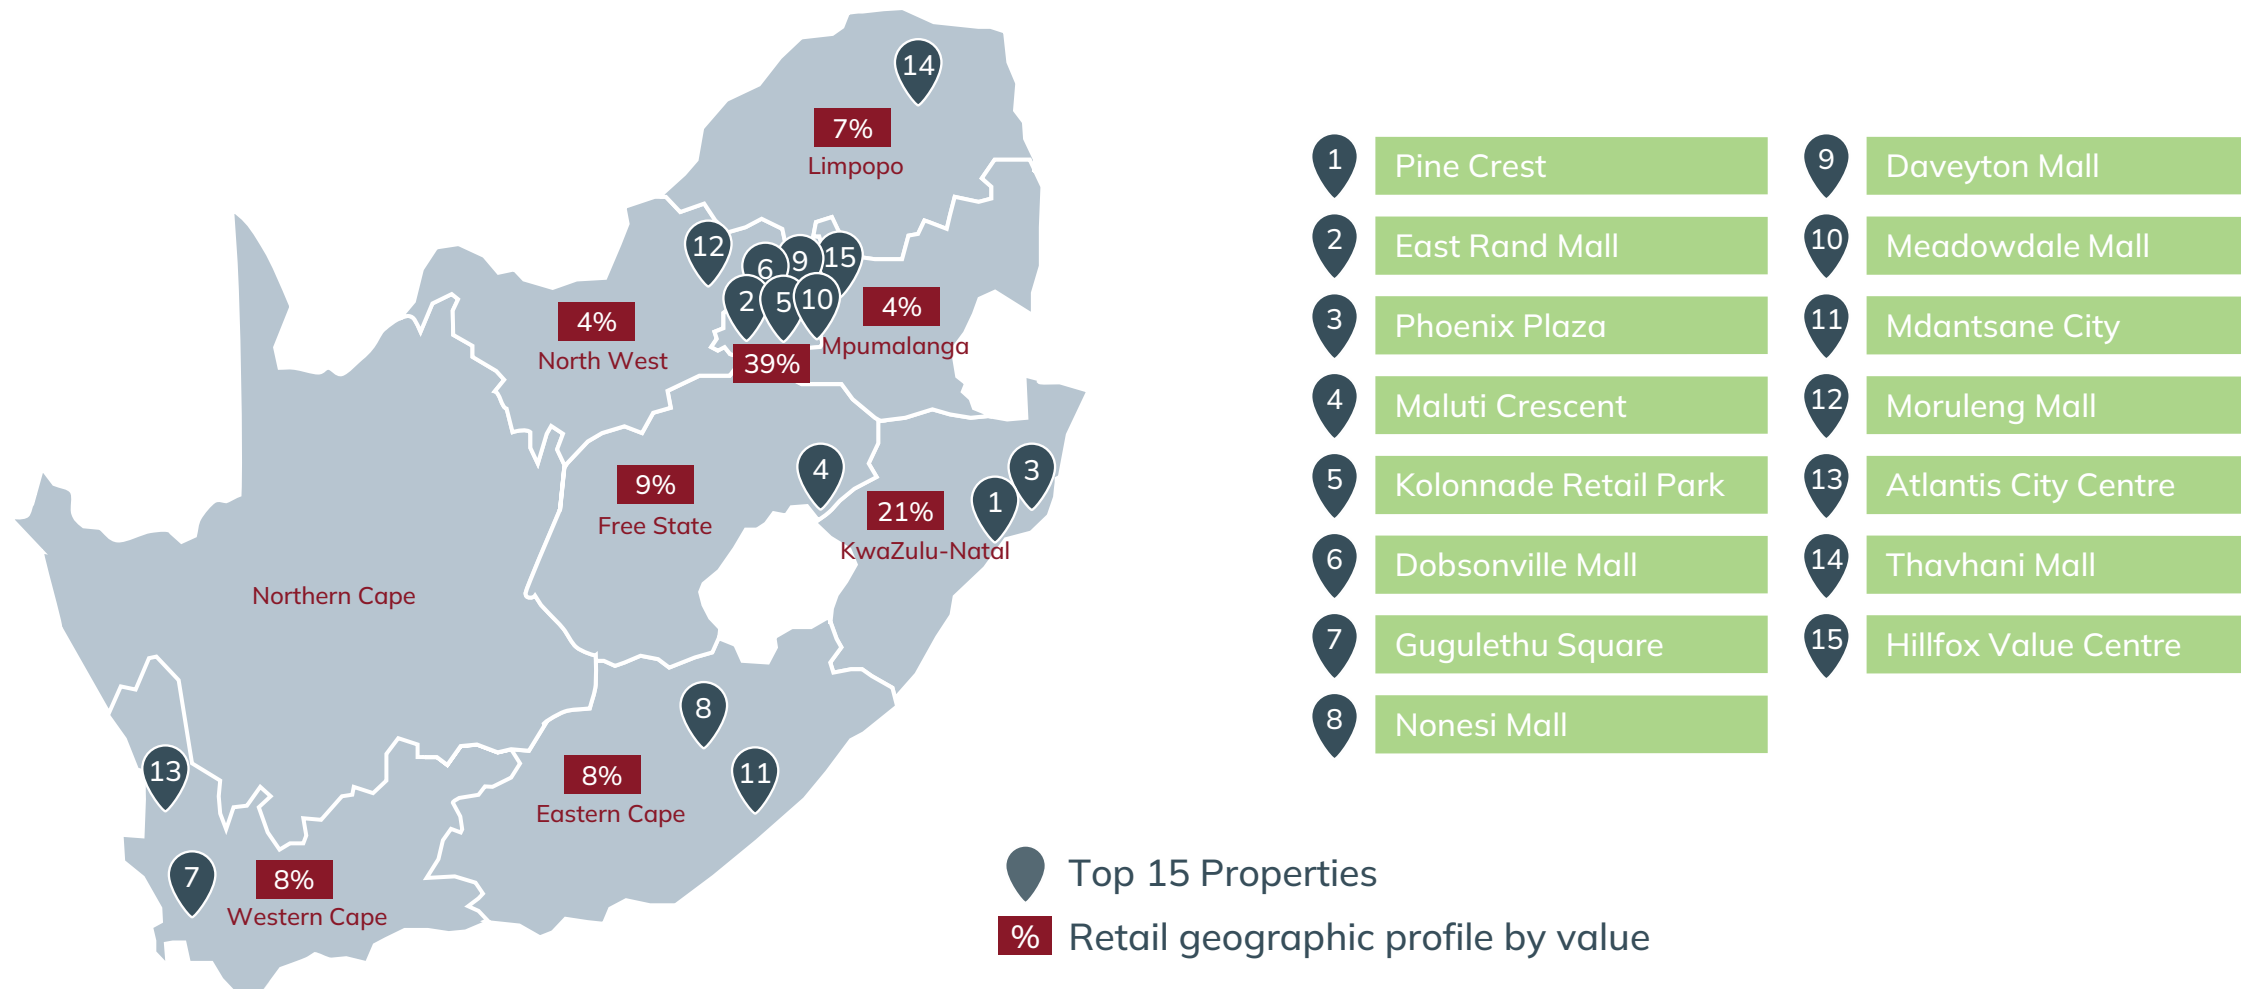 14
7%
Limpopo
12
6
9
15
2
5
10
4%
North West
4%
Mpumalanga
39%
4
9%
Free State
3
1
21%
KwaZulu-Natal
Northern Cape
8
11
8%
Eastern Cape
13
7
8%
Western Cape
1 Pine Crest
2 East Rand Mall
3 Phoenix Plaza
4 Maluti Crescent
5 Kolonnade Retail Park
6 Dobsonville Mall
7 Gugulethu Square
8 Nonesi Mall
9 Daveyton Mall
10 Meadowdale Mall
11 Mdantsane City
12 Moruleng Mall
13 Atlantis City Centre
14 Thavhani Mall
15 Hillfox Value Centre
Top 15 Properties
% Retail geographic profile by value